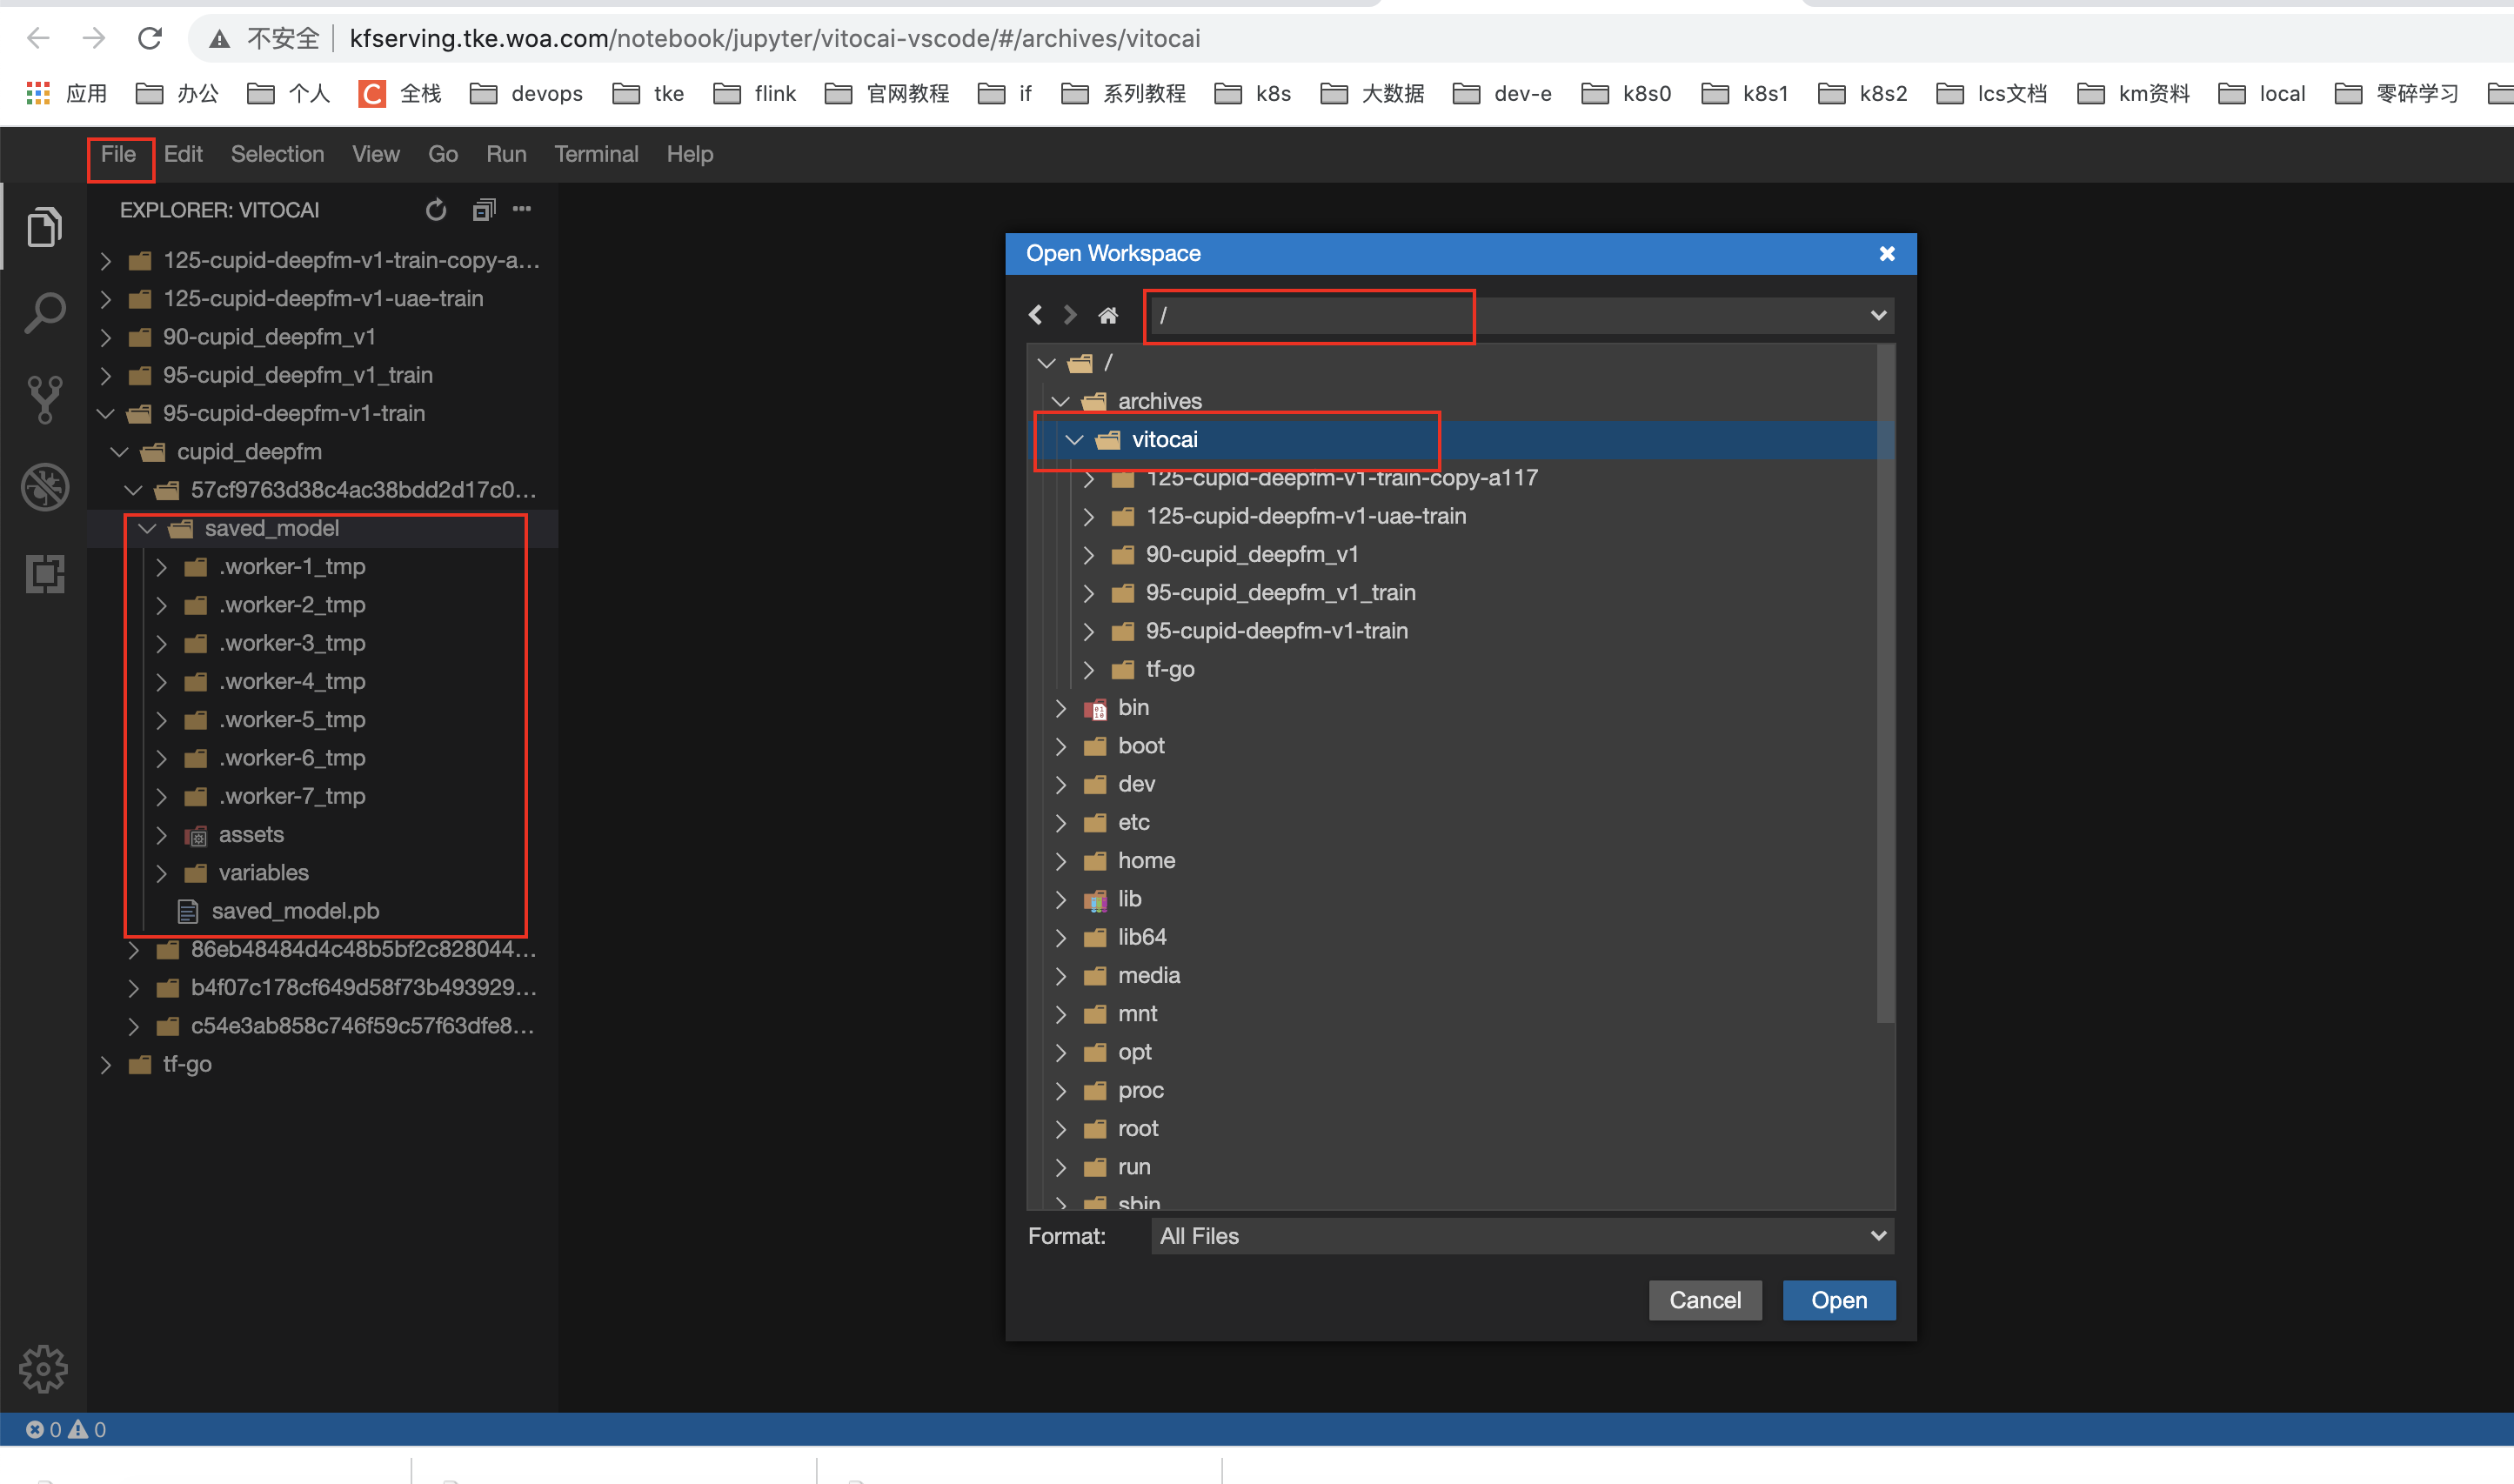 不安全 kfserving.tke.woa.com/notebook/jupyter/vitocai-vscode/#/archives/vitocai
应用 办公 个人 C 全栈 devops tke flink 官网教程 if 系列教程 k8s 大数据 dev-e k8s0 k8s1 k8s2 lcs文档 km资料 local 零碎学习
File Edit Selection View Go Run Terminal Help
EXPLORER: VITOCAI
125-cupid-deepfm-v1-train-copy-a...
125-cupid-deepfm-v1-uae-train
90-cupid_deepfm_v1
95-cupid_deepfm_v1_train
95-cupid-deepfm-v1-train
cupid_deepfm
57cf9763d38c4ac38bdd2d17c0...
saved_model
.worker-1_tmp
.worker-2_tmp
.worker-3_tmp
.worker-4_tmp
.worker-5_tmp
.worker-6_tmp
.worker-7_tmp
assets
variables
saved_model.pb
86eb48484d4c48b5bf2c828044...
b4f07c178cf649d58f73b493929...
c54e3ab858c746f59c57f63dfe8...
tf-go
Open Workspace
/
/
archives
vitocai
125-cupid-deepfm-v1-train-copy-a117
125-cupid-deepfm-v1-uae-train
90-cupid_deepfm_v1
95-cupid_deepfm_v1_train
95-cupid-deepfm-v1-train
tf-go
bin
boot
dev
etc
home
lib
lib64
media
mnt
opt
proc
root
run
sbin
Format: All Files
Cancel Open
0 0